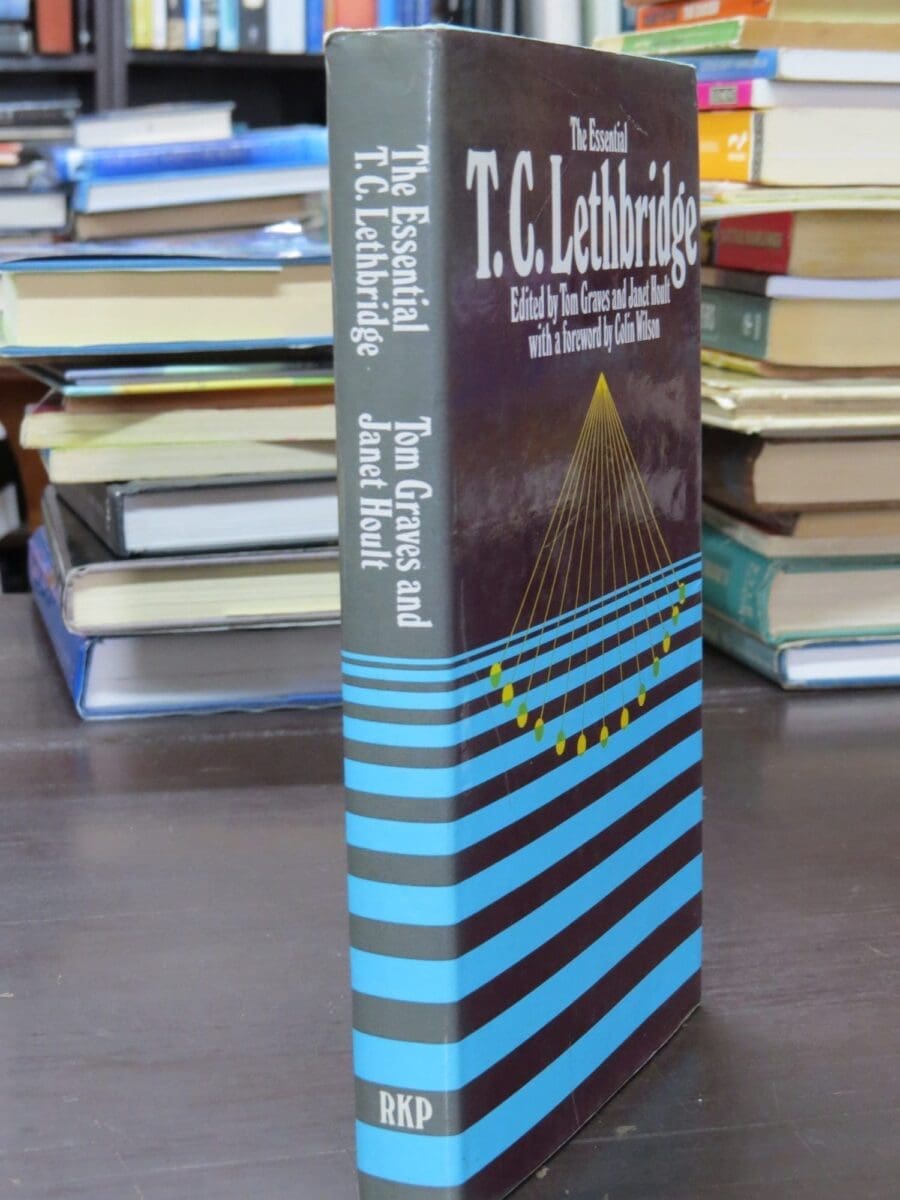 The Essential
T. C. Lethbridge
Tom Graves and
Janet Hoult
RKP
The Essential
T. C. Lethbridge
Edited by Tom Graves and Janet Hoult
with a foreword by Colin Wilson